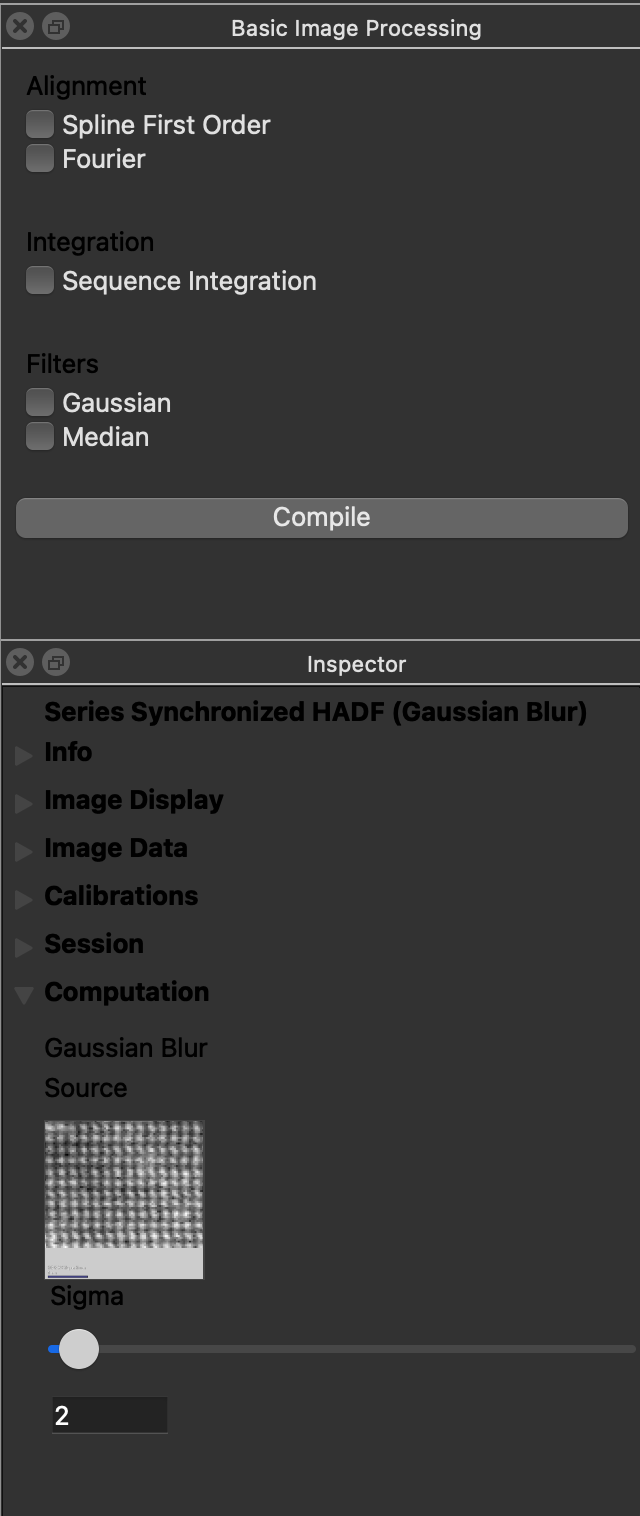 Basic Image Processing
Alignment
Spline First Order
Fourier
Integration
Sequence Integration
Filters
Gaussian
Median
Compile
Inspector
Series Synchronized HADF (Gaussian Blur)
Info
Image Display
Image Data
Calibrations
Session
Computation
Gaussian Blur
Source
Sigma
2